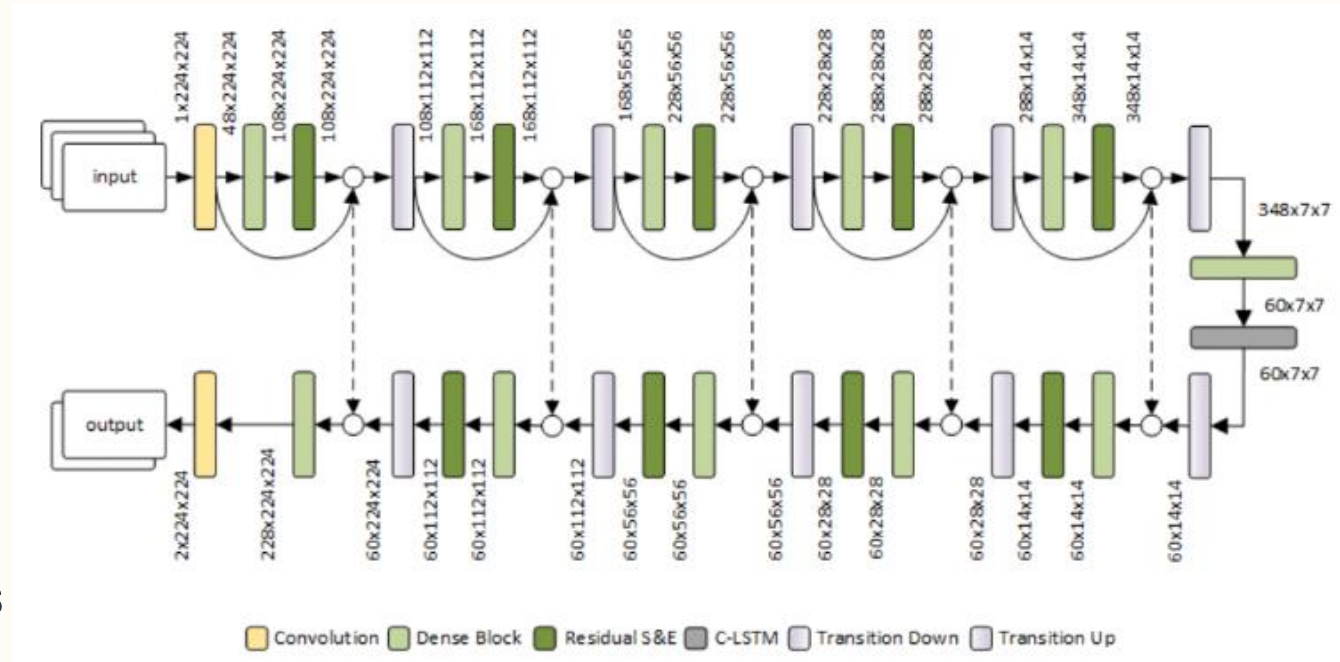 1x224x224
48x224x224
108x224x224
108x224x224
108x112x112
168x112x112
168x112x112
168x56x56
228x56x56
228x56x56
228x28x28
288x28x28
288x28x28
288x14x14
348x14x14
348x14x14
input
348x7x7
60x7x7
60x7x7
output
2x224x224
228x224x224
60x224x224
60x112x112
60x112x112
60x112x112
60x56x56
60x56x56
60x56x56
60x28x28
60x28x28
60x28x28
60x14x14
60x14x14
60x14x14
s
Convolution Dense Block Residual S&E C-LSTM Transition Down Transition Up